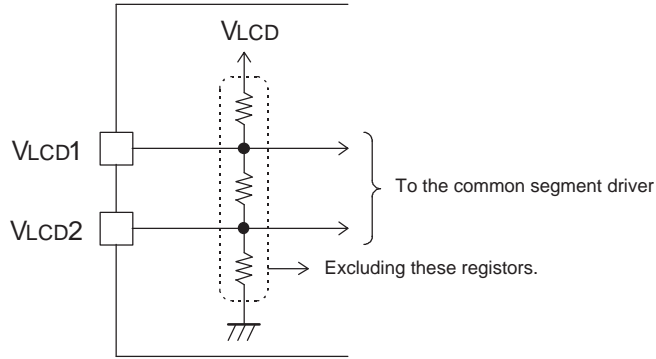 VLCD
VLCD1
To the common segment driver
VLCD2
Excluding these registors.